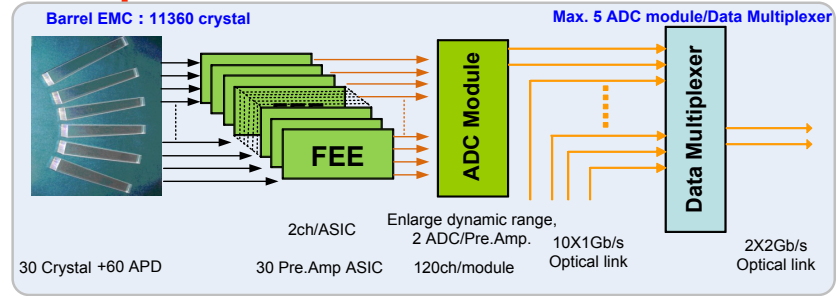 Barrel EMC : 11360 crystal
Max. 5 ADC module/Data Multiplexer
FEE
ADC Module
Data Multiplexer
2ch/ASIC
Enlarge dynamic range,
2 ADC/Pre.Amp.
10X1Gb/s
Optical link
2X2Gb/s
Optical link
30 Crystal +60 APD
30 Pre.Amp ASIC
120ch/module